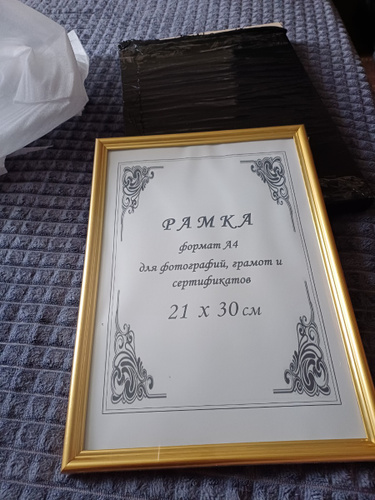 РАМКА
формат А4
для фотографий, грамот и
сертификатов
21 х 30 см